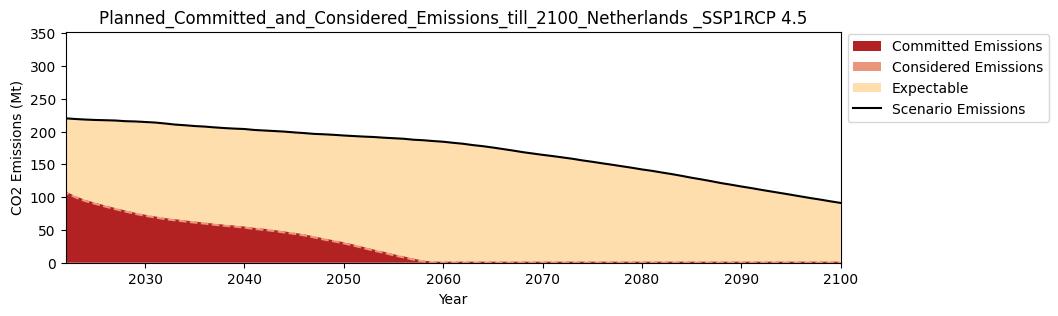 Planned_Committed_and_Considered_Emissions_till_2100_Netherlands _SSP1RCP 4.5
350
300
250
200
150
100
50
0
CO2 Emissions (Mt)
2030 2040 2050 2060 2070 2080 2090 2100
Year
Committed Emissions
Considered Emissions
Expectable
Scenario Emissions